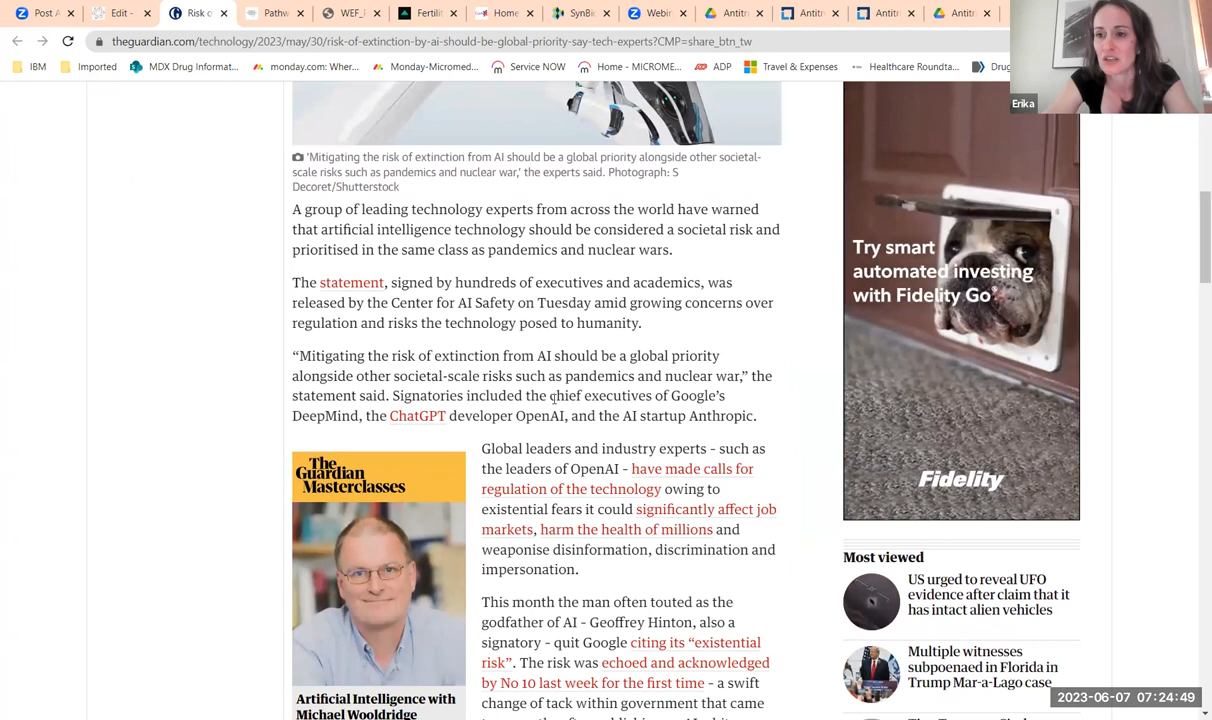 Post A
Edit -
Risk o
Pathw
WEF_F
Fertilit
Home
SynBio
Webin
Antitr
Antitr
Antitr
Antitr
theguardian.com/technology/2023/may/30/risk-of-extinction-by-ai-should-be-global-priority-say-tech-experts?CMP=share_btn_tw
IBM
Imported
MDX Drug Informat...
monday.com: Wher...
Monday-Micromed...
Service NOW
Home - MICROME...
ADP
Travel & Expenses
Healthcare Roundta...
Drug
Erika
'Mitigating the risk of extinction from AI should be a global priority alongside other societal-
scale risks such as pandemics and nuclear war,' the experts said. Photograph: S
Decoret/Shutterstock
A group of leading technology experts from across the world have warned
that artificial intelligence technology should be considered a societal risk and
prioritised in the same class as pandemics and nuclear wars.
The statement, signed by hundreds of executives and academics, was
released by the Center for AI Safety on Tuesday amid growing concerns over
regulation and risks the technology posed to humanity.
“Mitigating the risk of extinction from AI should be a global priority
alongside other societal-scale risks such as pandemics and nuclear war,” the
statement said. Signatories included the chief executives of Google’s
DeepMind, the ChatGPT developer OpenAI, and the AI startup Anthropic.
The
Guardian
Masterclasses
Artificial Intelligence with
Michael Wooldridge
Global leaders and industry experts – such as
the leaders of OpenAI – have made calls for
regulation of the technology owing to
existential fears it could significantly affect job
markets, harm the health of millions and
weaponise disinformation, discrimination and
impersonation.
This month the man often touted as the
godfather of AI – Geoffrey Hinton, also a
signatory – quit Google citing its “existential
risk”. The risk was echoed and acknowledged
by No 10 last week for the first time – a swift
change of tack within government that came
Try smart
automated investing
with Fidelity Go®
Fidelity
Most viewed
US urged to reveal UFO
evidence after claim that it
has intact alien vehicles
Multiple witnesses
subpoenaed in Florida in
Trump Mar-a-Lago case
2023-06-07 07:24:49